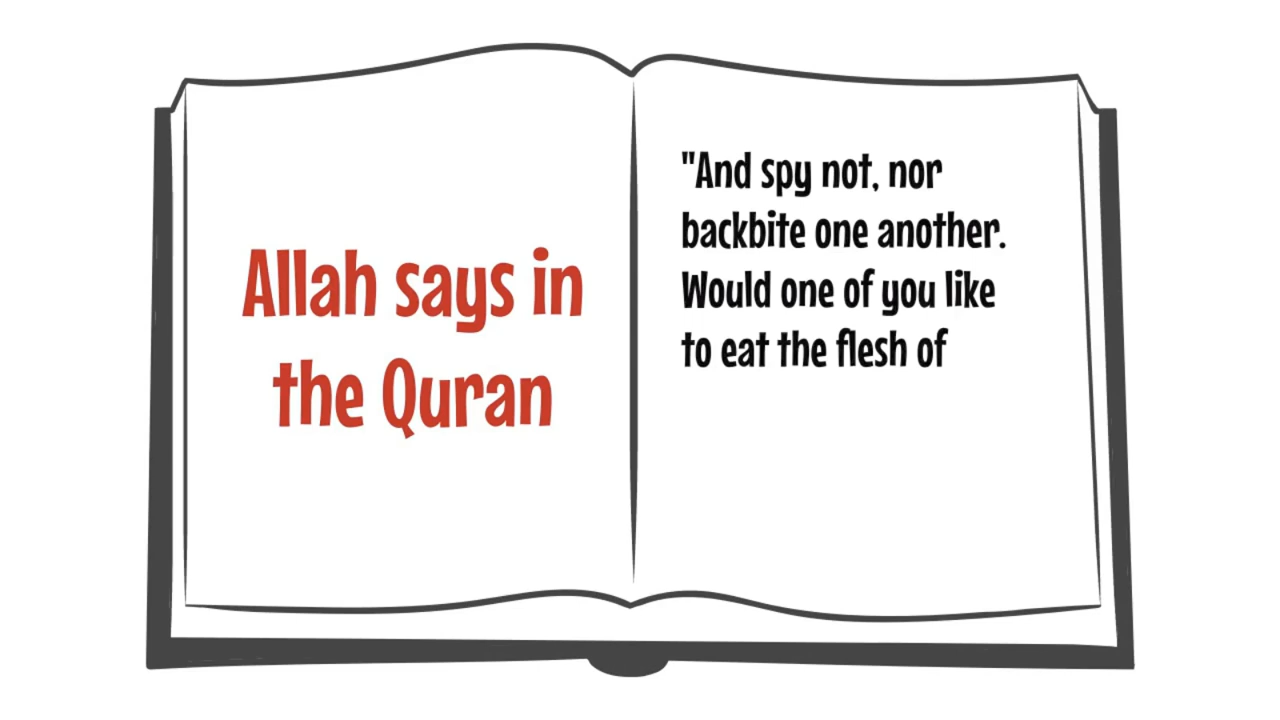 Allah says in
the Quran
"And spy not, nor
backbite one another.
Would one of you like
to eat the flesh of